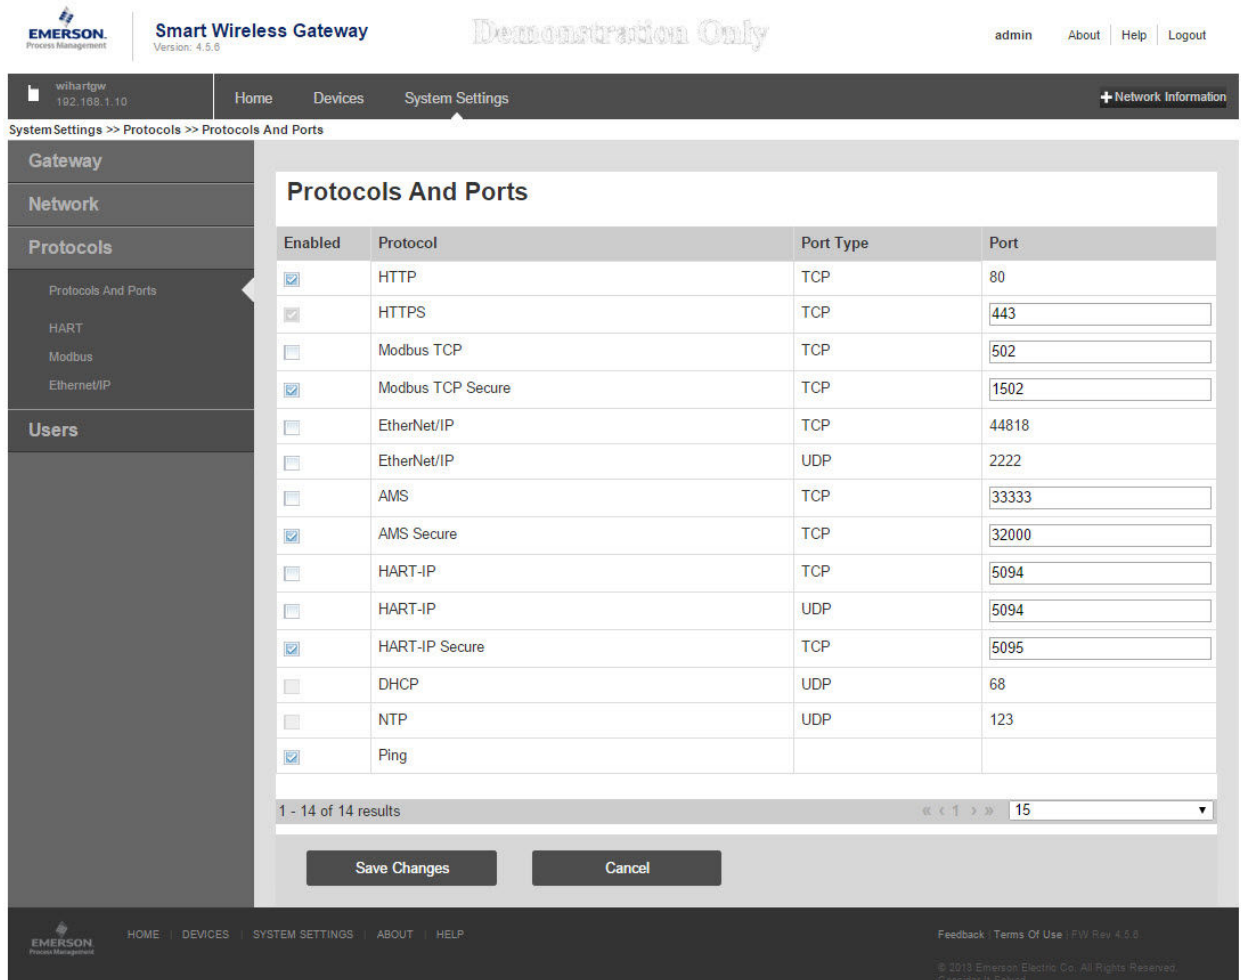 EMERSON.
Process Management
Smart Wireless Gateway
Version: 4.5.6
Demonstration Only
admin About Help Logout
wihartgw
192.168.1.10
Home Devices System Settings
Network Information
System Settings >> Protocols >> Protocols And Ports
Gateway
Network
Protocols
Protocols And Ports
HART
Modbus
Ethernet/IP
Users
Protocols And Ports
Enabled Protocol Port Type Port
HTTP TCP 80
HTTPS TCP 443
Modbus TCP TCP 502
Modbus TCP Secure TCP 1502
EtherNet/IP TCP 44818
EtherNet/IP UDP 2222
AMS TCP 33333
AMS Secure TCP 32000
HART-IP TCP 5094
HART-IP UDP 5094
HART-IP Secure TCP 5095
DHCP UDP 68
NTP UDP 123
Ping
1 - 14 of 14 results « ‹ 1 › » 15
Save Changes Cancel
EMERSON.
Process Management
HOME | DEVICES | SYSTEM SETTINGS | ABOUT | HELP
Feedback | Terms Of Use | FW Rev 4.5.6
© 2013 Emerson Electric Co. All Rights Reserved.